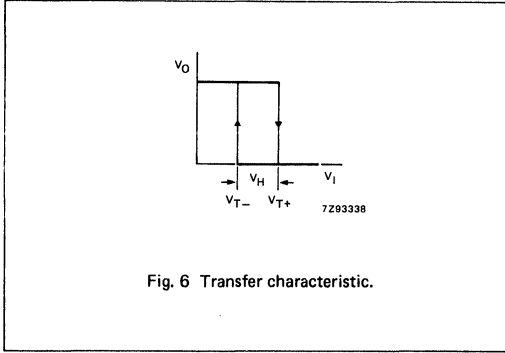 VO
VH
VI
VT−
VT+
7Z93338
Fig. 6 Transfer characteristic.